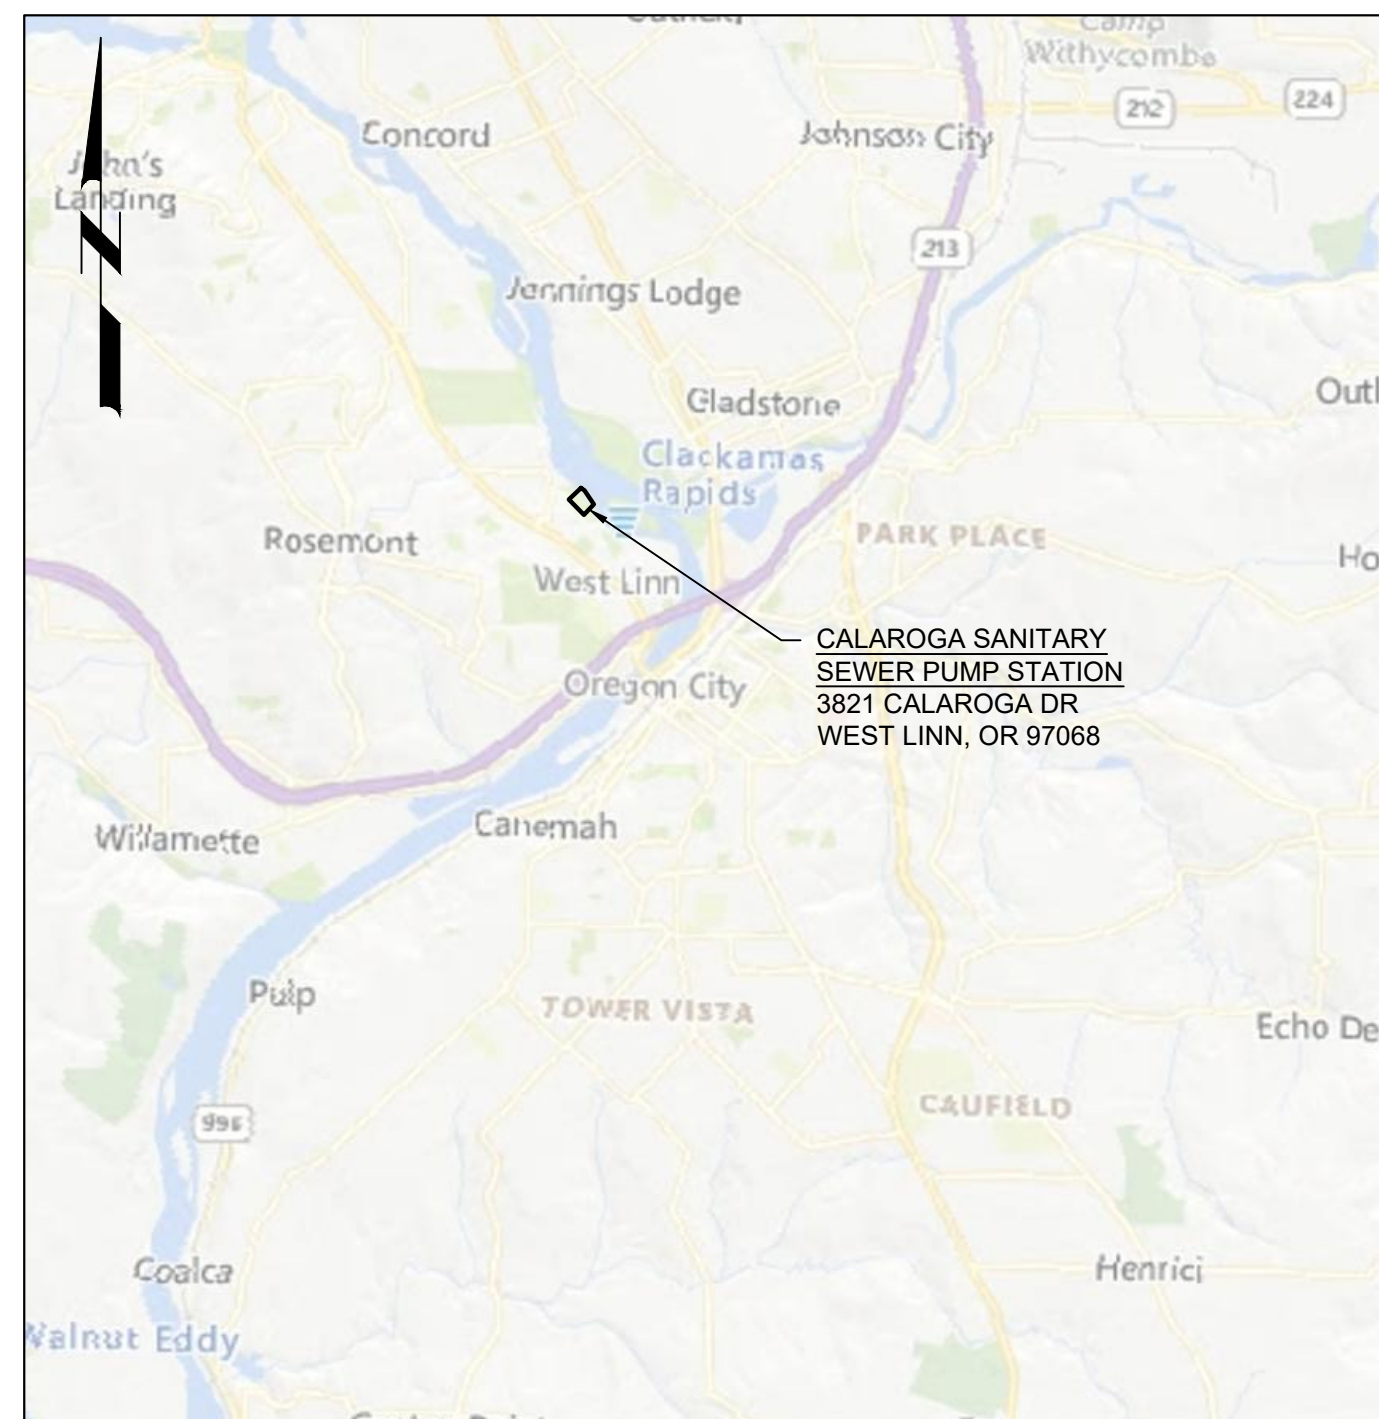 Camp
Withycombe
212
224
Concord
Johnson City
John's
Landing
213
Jennings Lodge
Gladstone
Outl
Clackamas
Rapids
Rosemont
PARK PLACE
Ho
West Linn
CALAROGA SANITARY
SEWER PUMP STATION
3821 CALAROGA DR
WEST LINN, OR 97068
Oregon City
Willamette
Canemah
Pulp
TOWER VISTA
Echo De
CAUFIELD
99E
Coalca
Henrici
Walnut Eddy